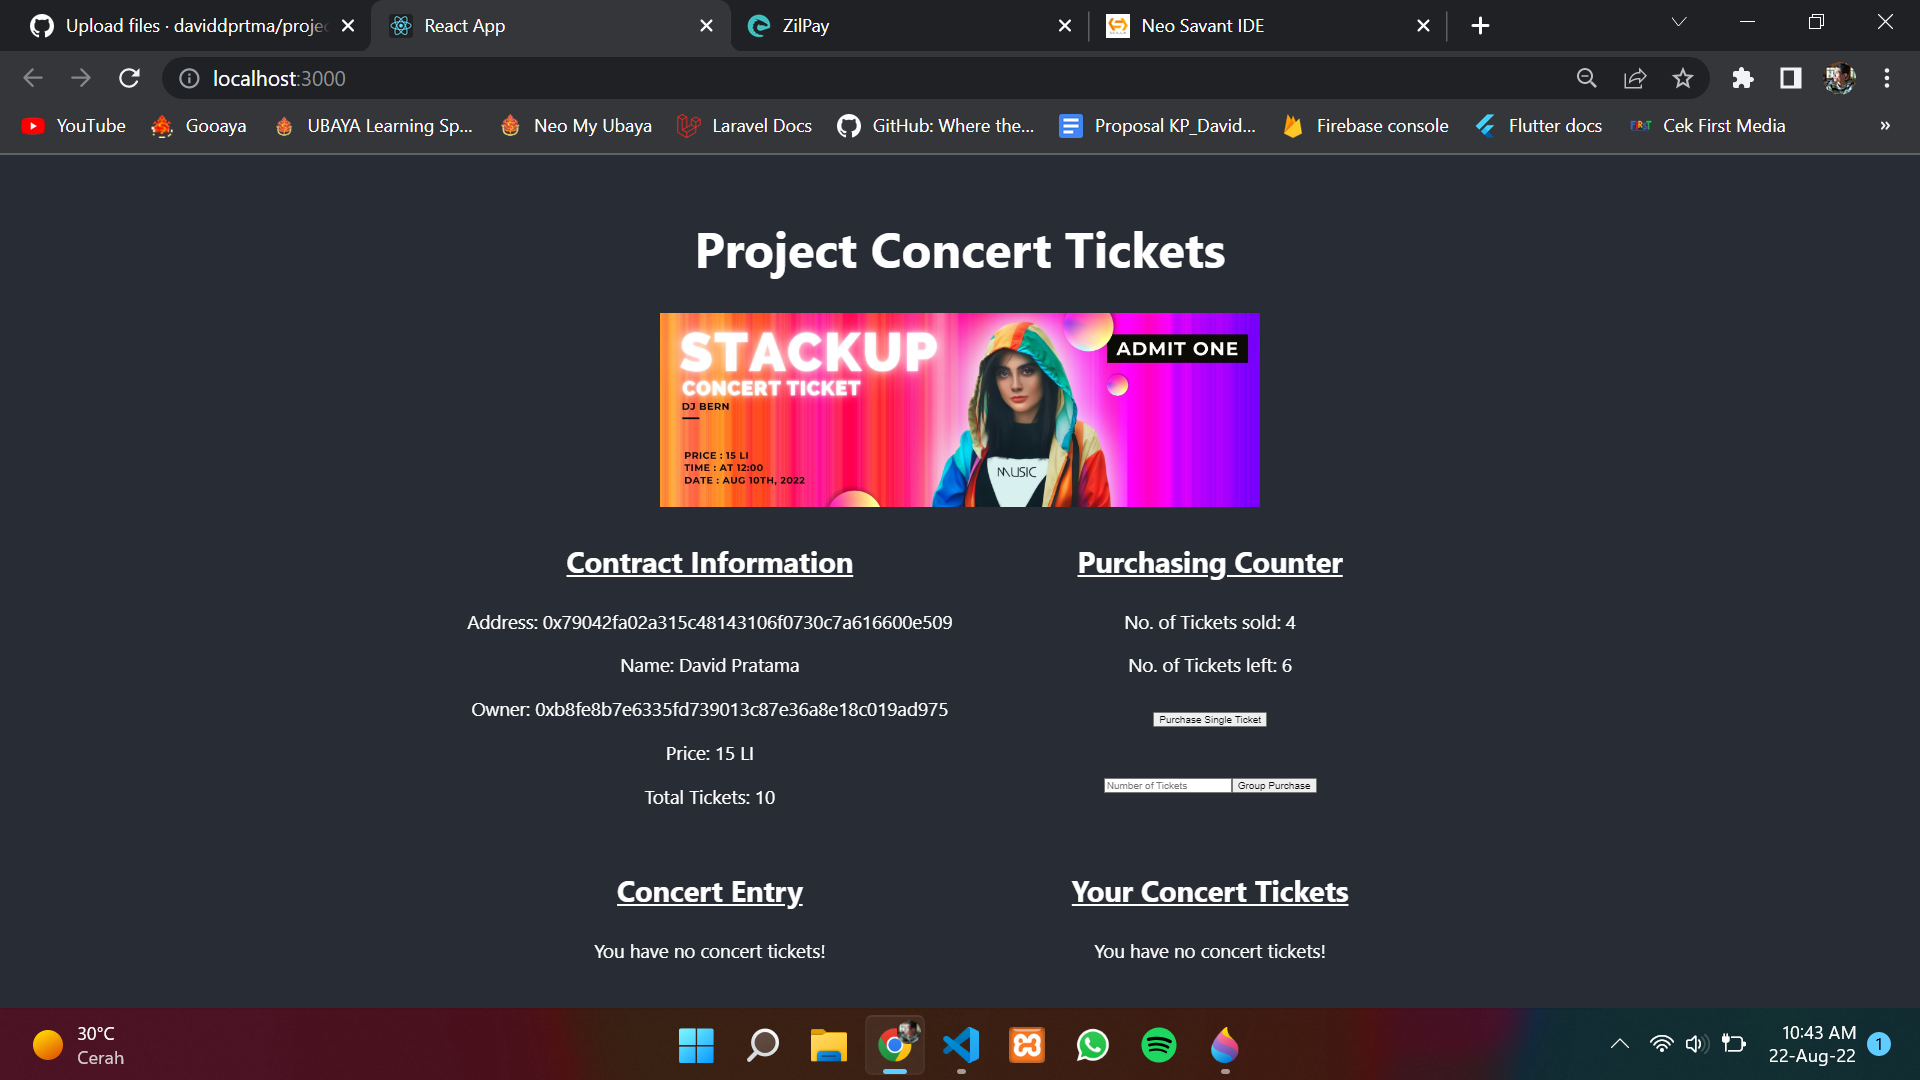 Upload files · daviddprtma/projec
React App
ZilPay
Neo Savant IDE
localhost:3000
YouTube
Gooaya
UBAYA Learning Sp...
Neo My Ubaya
Laravel Docs
GitHub: Where the...
Proposal KP_David...
Firebase console
Flutter docs
FIRST
Cek First Media
»
Project Concert Tickets
STACKUP
CONCERT TICKET
DJ BERN
ADMIT ONE
MUSIC
PRICE : 15 LI
TIME : AT 12:00
DATE : AUG 10TH, 2022
Contract Information
Address: 0x79042fa02a315c48143106f0730c7a616600e509
Name: David Pratama
Owner: 0xb8fe8b7e6335fd739013c87e36a8e18c019ad975
Price: 15 LI
Total Tickets: 10
Purchasing Counter
No. of Tickets sold: 4
No. of Tickets left: 6
Purchase Single Ticket
Number of Tickets
Group Purchase
Concert Entry
You have no concert tickets!
Your Concert Tickets
You have no concert tickets!
30°C
Cerah
10:43 AM
22-Aug-22
1